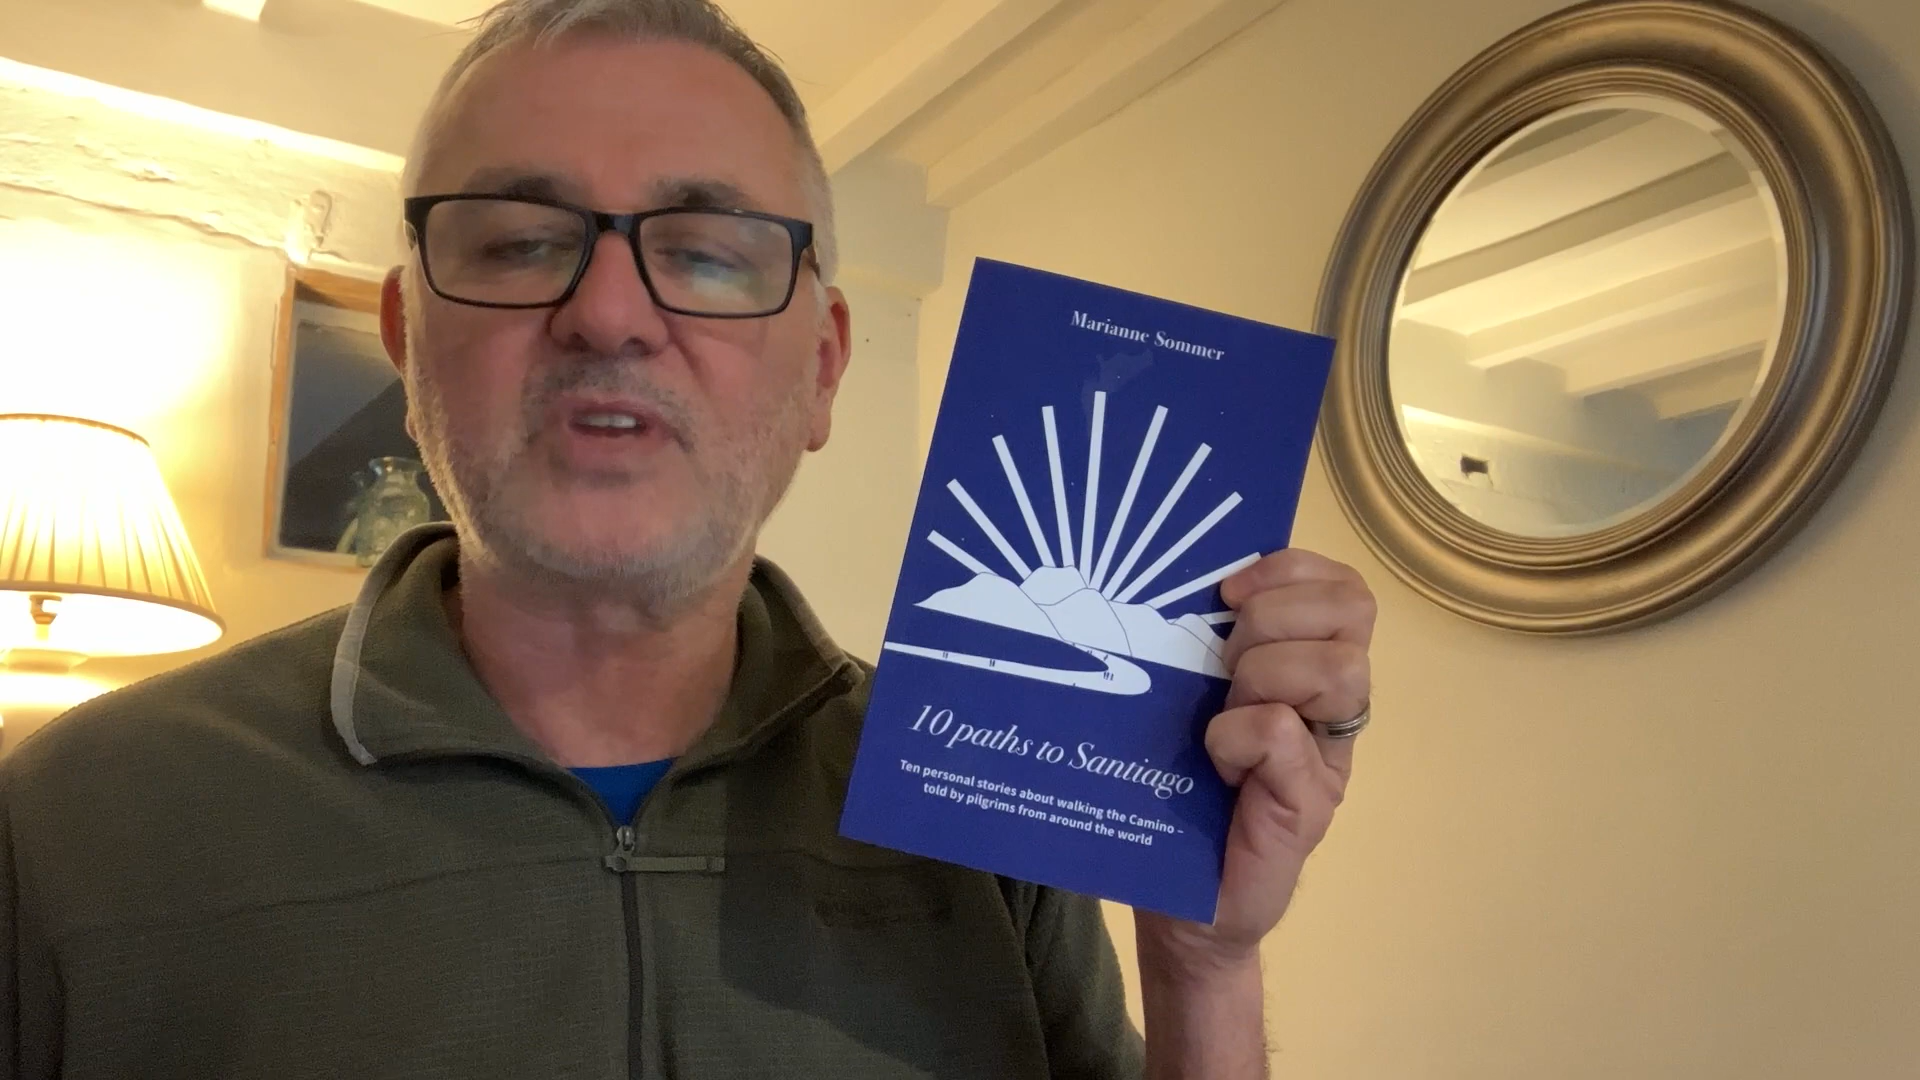 Marianne Sommer
10 paths to Santiago
Ten personal stories about walking the Camino –
told by pilgrims from around the world